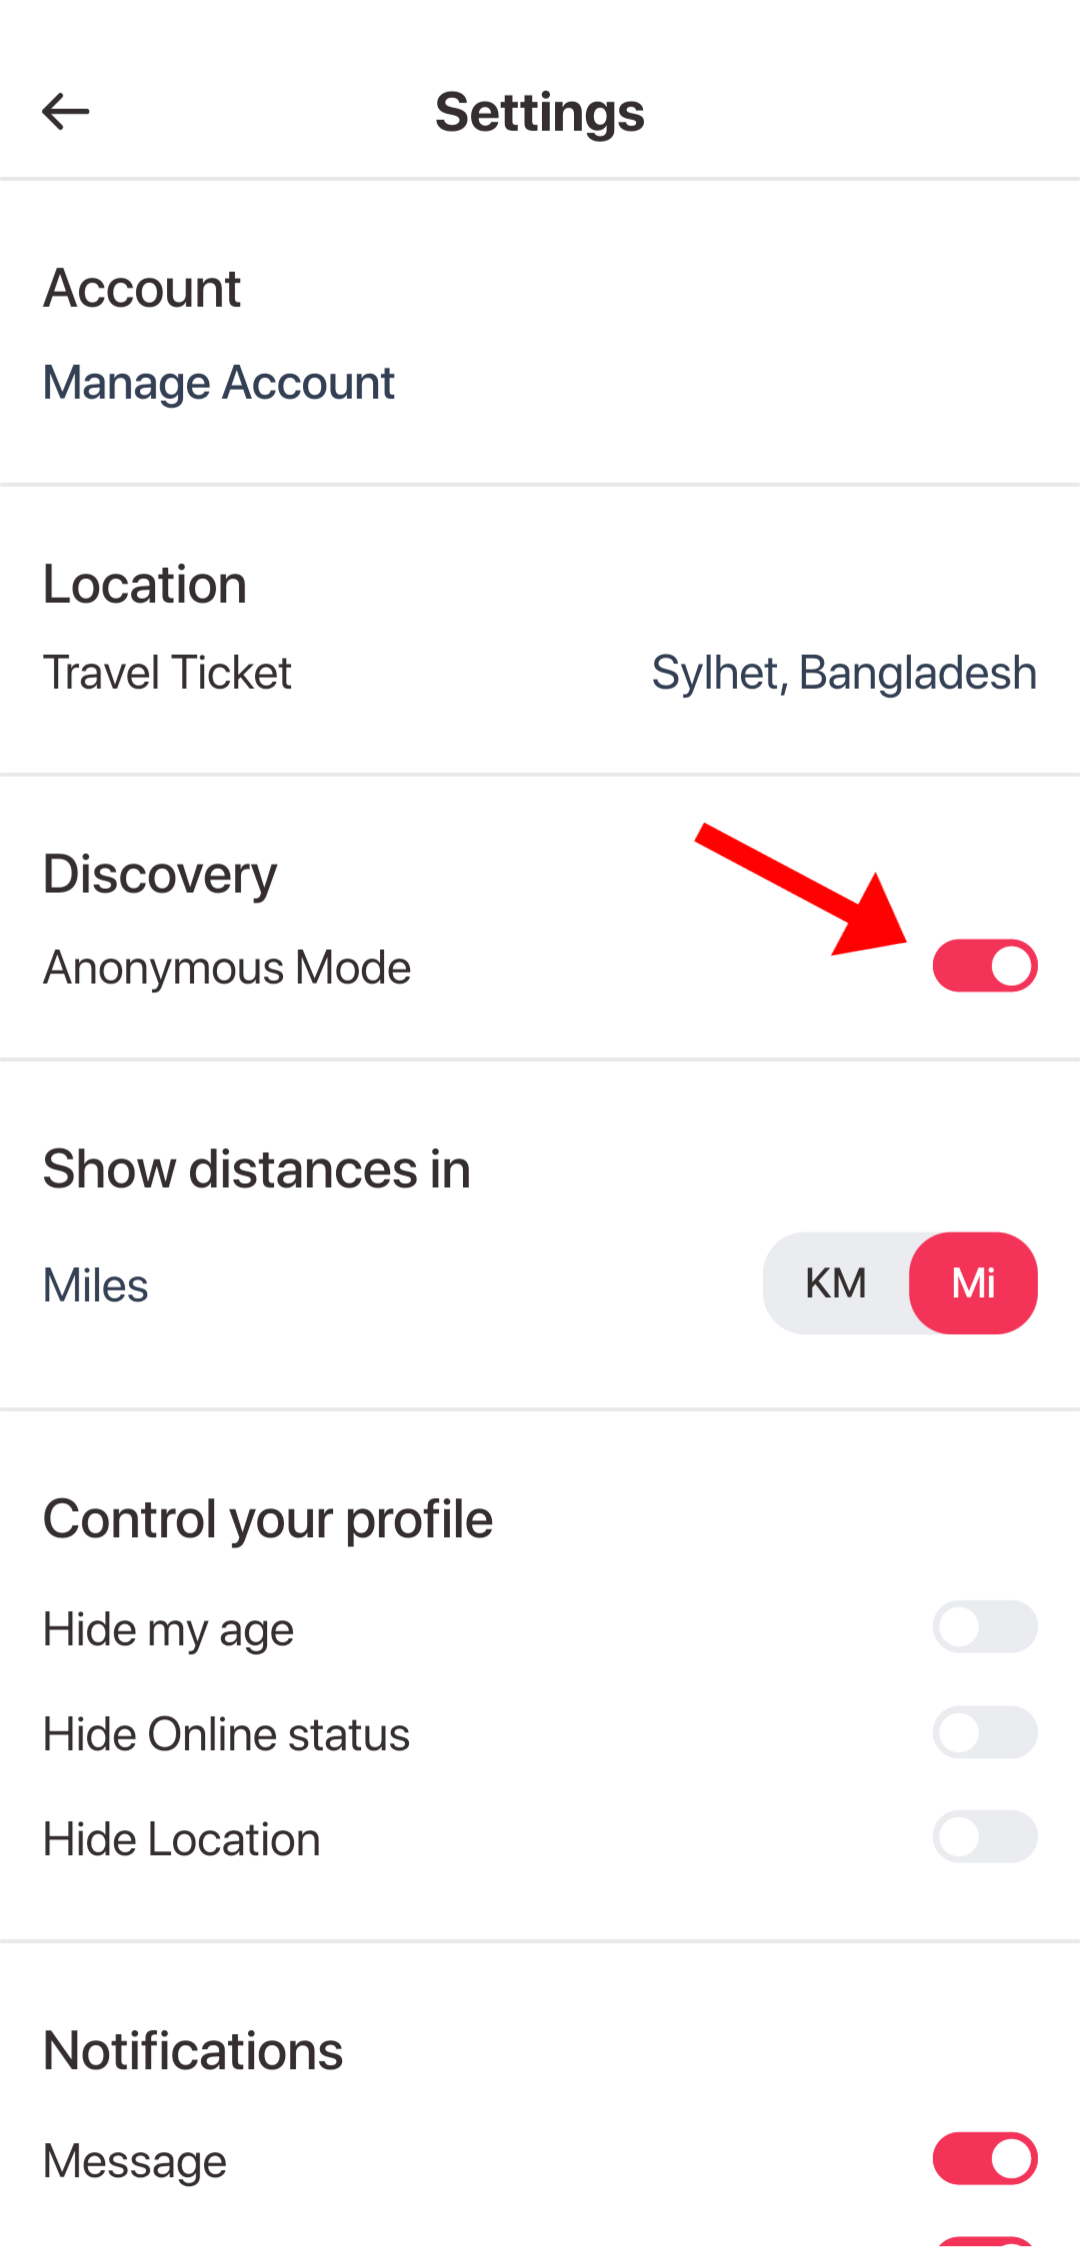 Settings
Account
Manage Account
Location
Travel Ticket Sylhet, Bangladesh
Discovery
Anonymous Mode
Show distances in
Miles KM Mi
Control your profile
Hide my age
Hide Online status
Hide Location
Notifications
Message